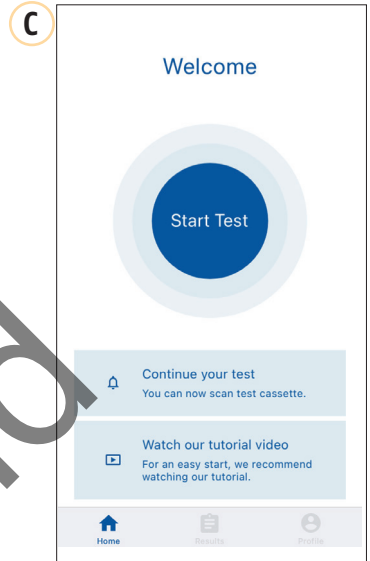 C
Welcome
Start Test
Continue your test
You can now scan test cassette.
Watch our tutorial video
For an easy start, we recommend
watching our tutorial.
Home Results Profile